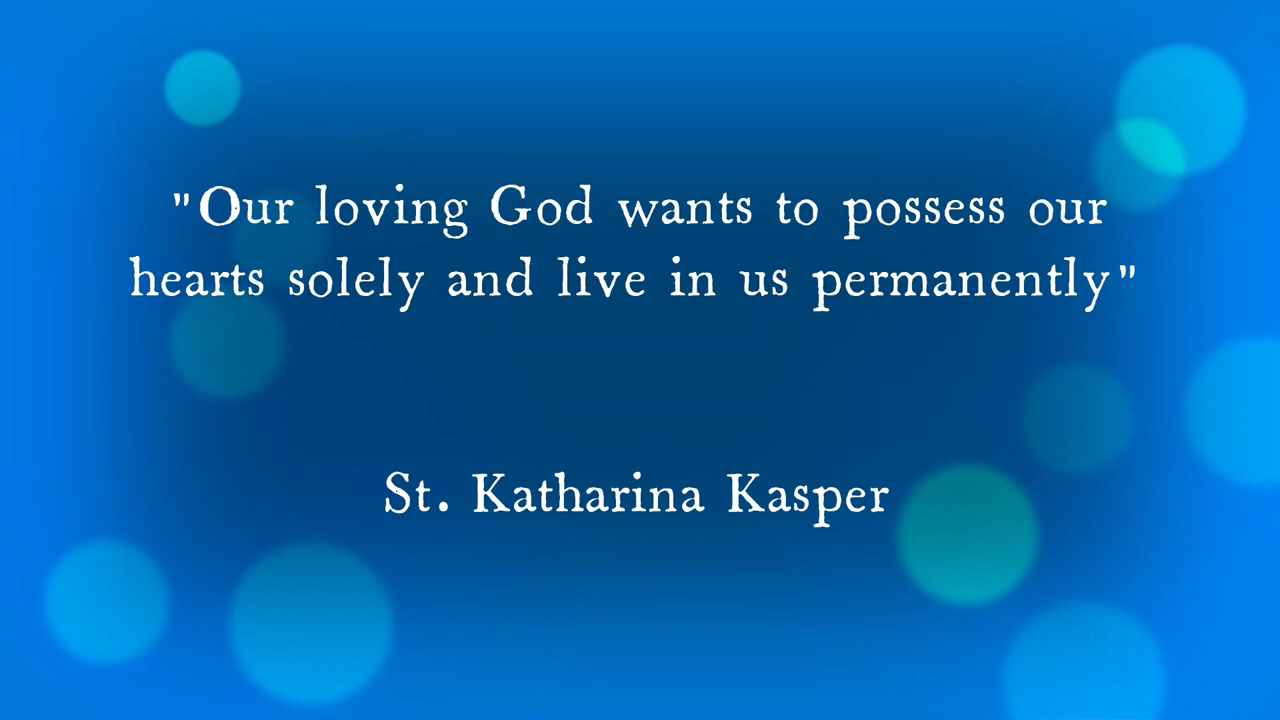 "Our loving God wants to possess our
hearts solely and live in us permanently"
St. Katharina Kasper